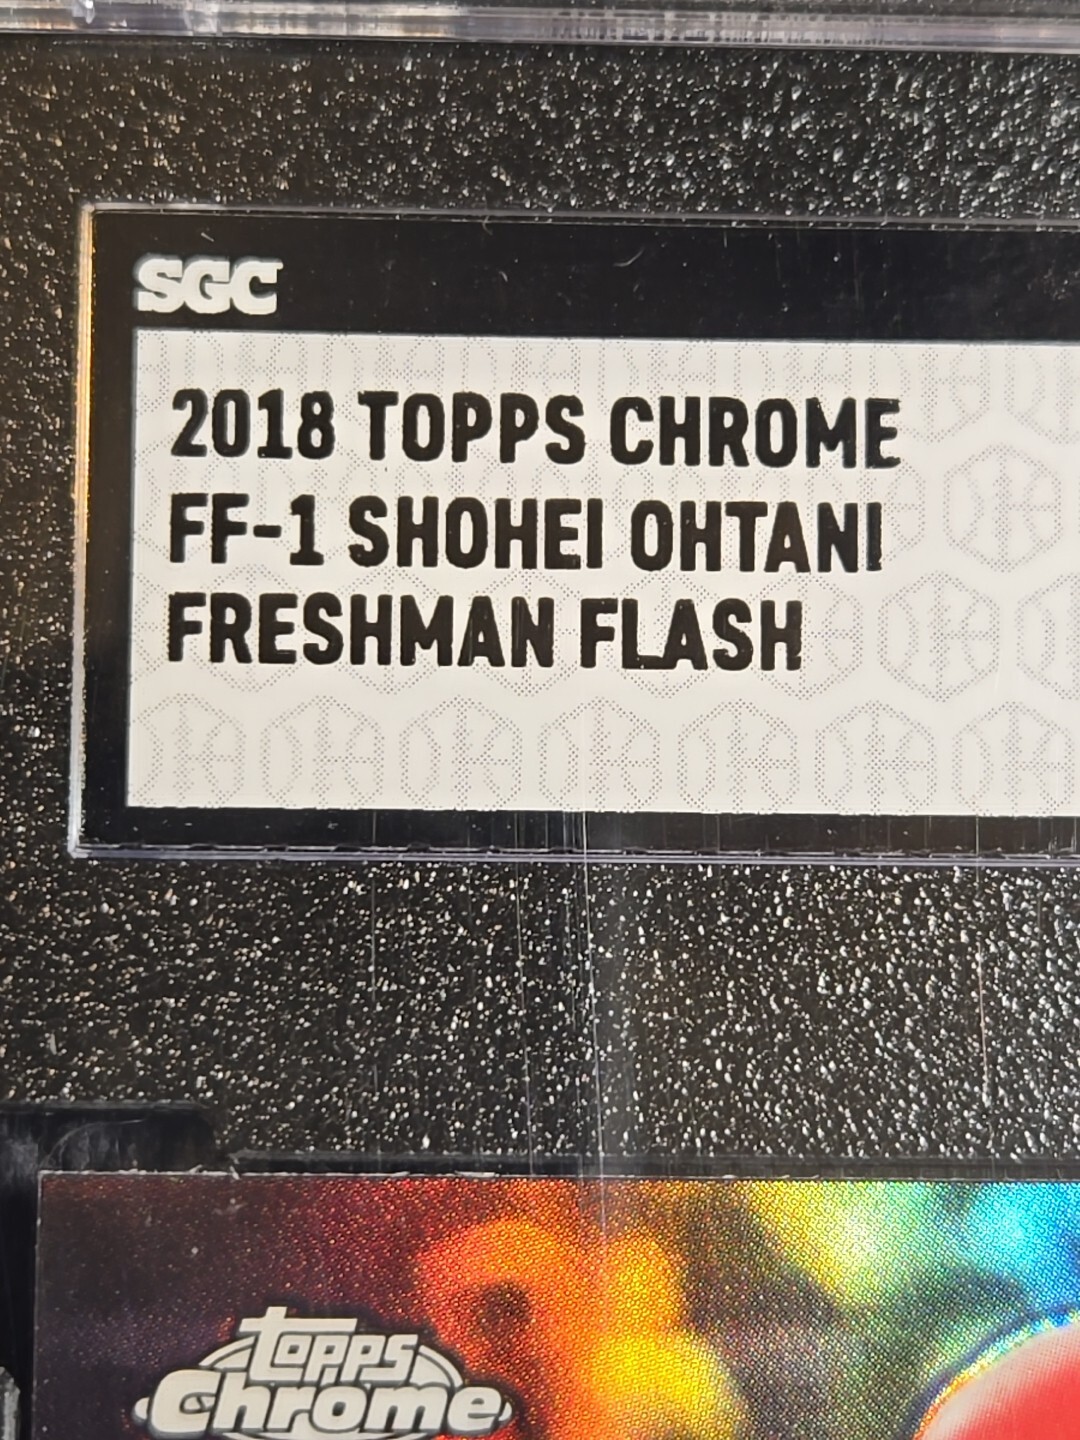 SGC
2018 TOPPS CHROME
FF-1 SHOHEI OHTANI
FRESHMAN FLASH
topps
Chrome